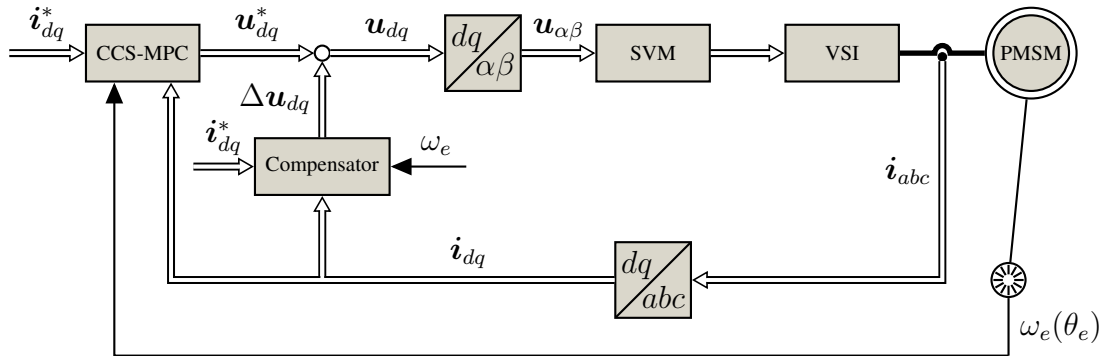 i*dq
CCS-MPC
u*dq
udq
dq
αβ
uαβ
SVM
VSI
PMSM
Δudq
i*dq
Compensator
ωe
iabc
idq
dq
abc
ωe(θe)